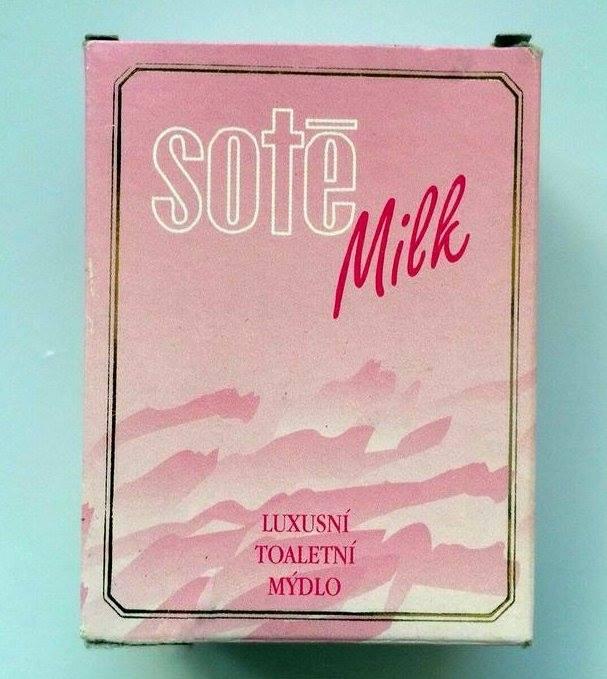 sotē
Milk
LUXUSNÍ
TOALETNÍ
MÝDLO